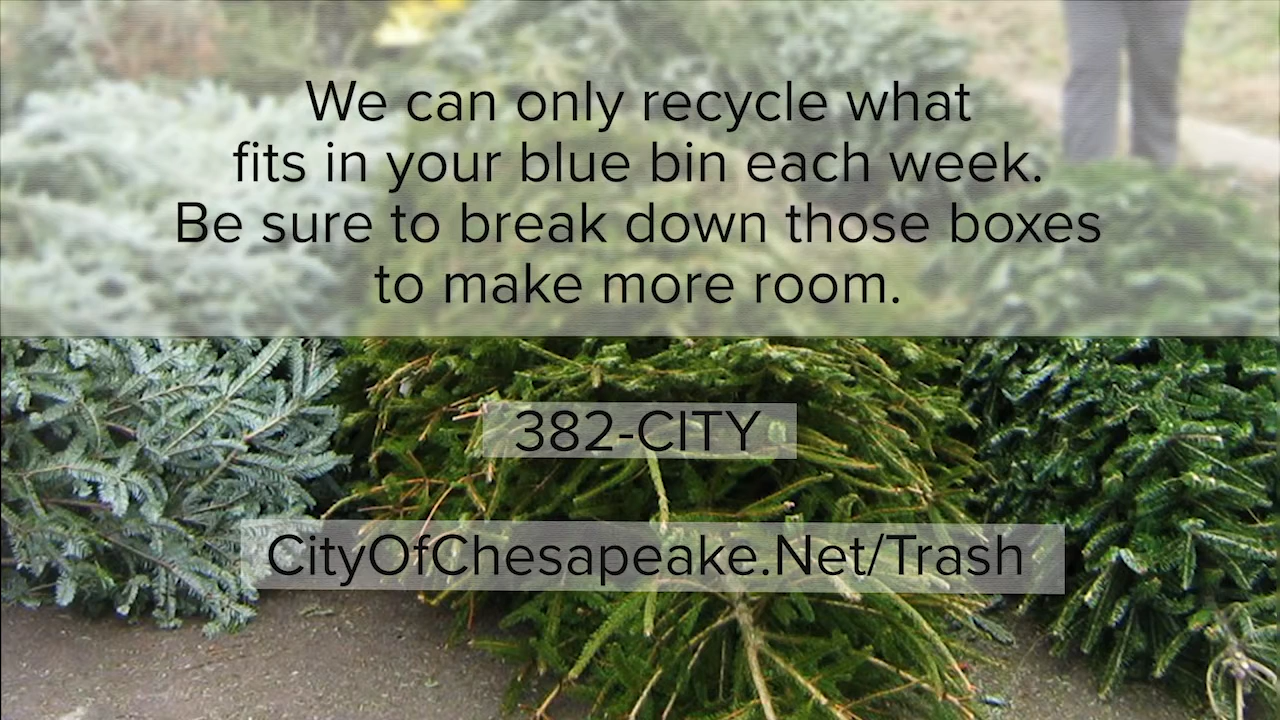 We can only recycle what
fits in your blue bin each week.
Be sure to break down those boxes
to make more room.
382-CITY
CityOfChesapeake.Net/Trash